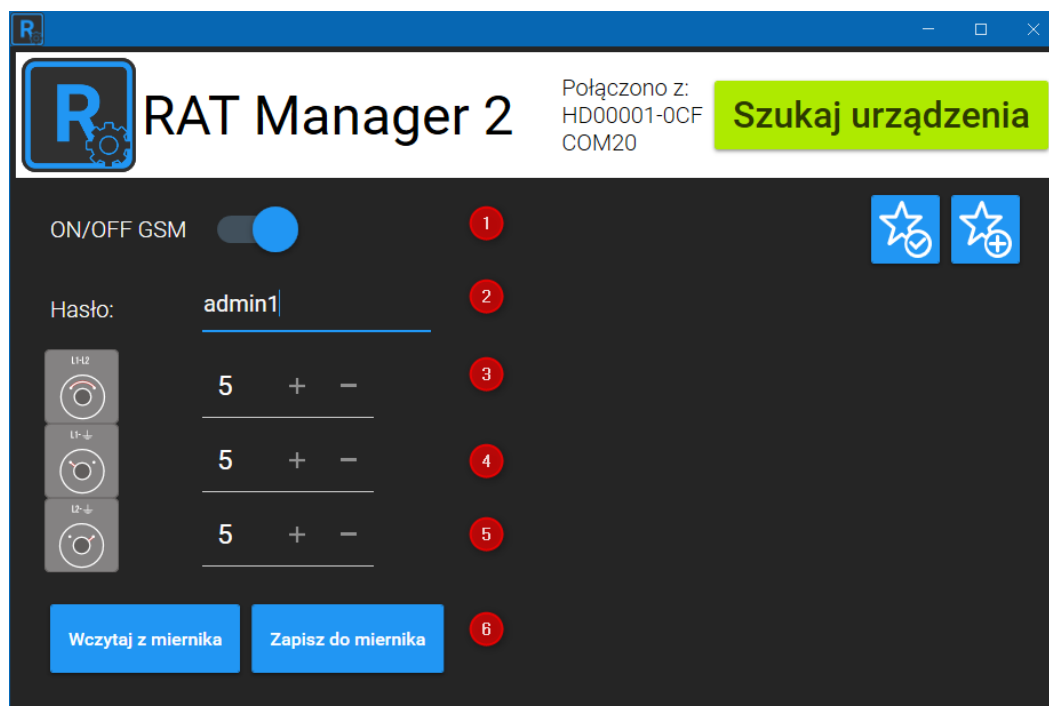 R
R
RAT Manager 2
Połączono z:
HD00001-0CF
COM20
Szukaj urządzenia
ON/OFF GSM
1
Hasło:
admin1
2
L1-L2
5 + −
3
L1-⏚
5 + −
4
L2-⏚
5 + −
5
Wczytaj z miernika
Zapisz do miernika
6